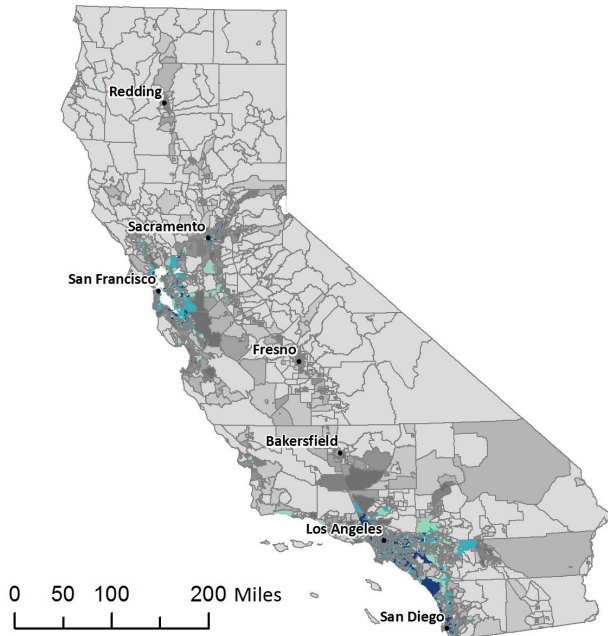 Redding
Sacramento
San Francisco
Fresno
Bakersfield
Los Angeles
0 50 100 200 Miles
San Diego